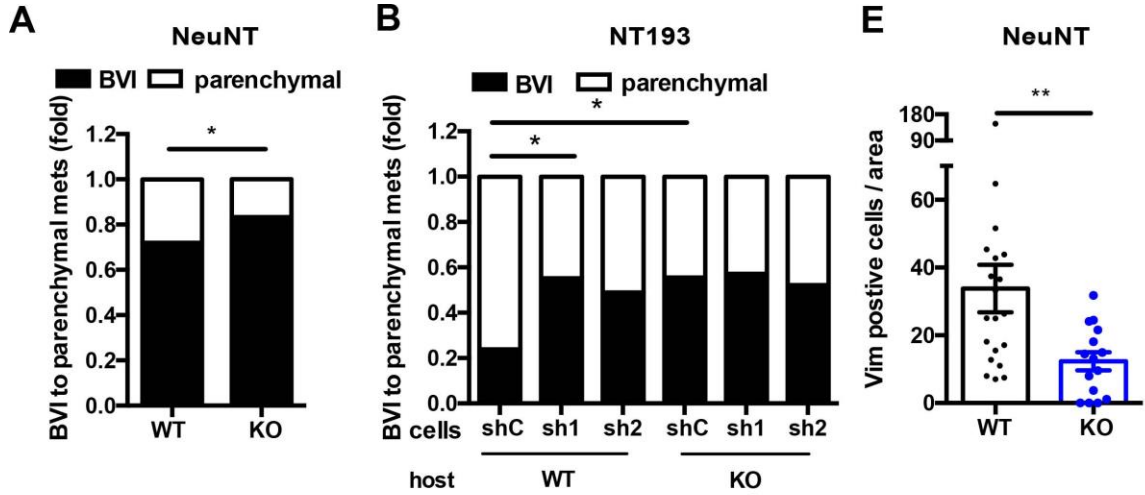 A
NeuNT
BVI parenchymal
BVI to parenchymal mets (fold)
1.2
1.0
0.8
0.6
0.4
0.2
0.0
*
WT KO
B
NT193
BVI parenchymal
BVI to parenchymal mets (fold)
1.2
1.0
0.8
0.6
0.4
0.2
0.0
*
*
cells shC sh1 sh2 shC sh1 sh2
host WT KO
E
NeuNT
Vim postive cells / area
180
90
60
40
20
0
**
WT KO